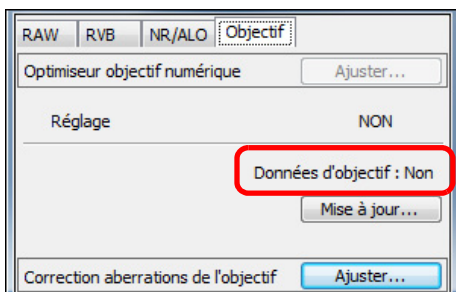 RAW RVB NR/ALO Objectif
Optimiseur objectif numérique Ajuster...
Réglage NON
Données d'objectif : Non
Mise à jour...
Correction aberrations de l'objectif Ajuster...